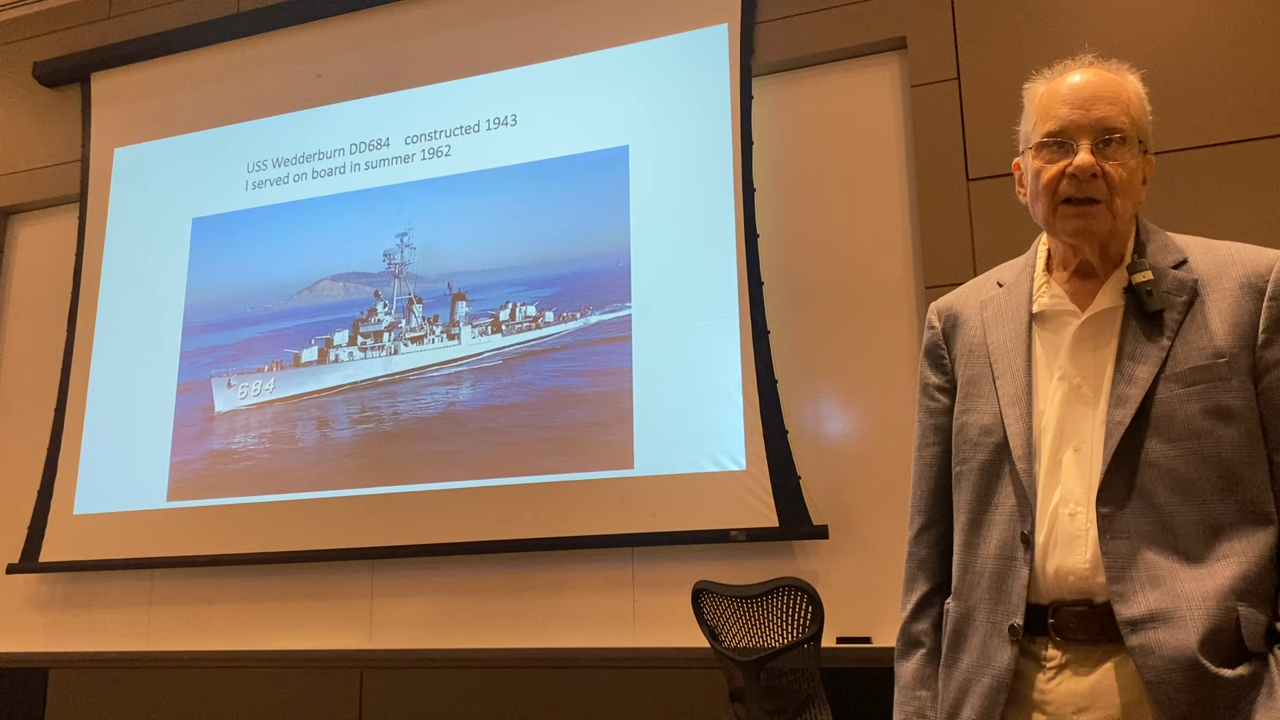 USS Wedderburn DD684 constructed 1943
I served on board in summer 1962
684